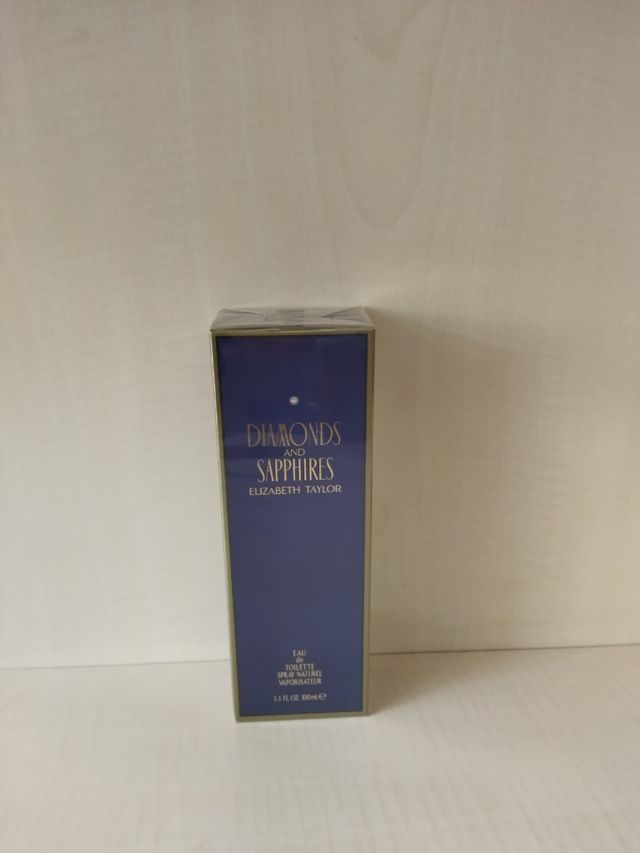 DIAMONDS
AND
SAPPHIRES
ELIZABETH TAYLOR
EAU
de
TOILETTE
SPRAY NATUREL
VAPORISATEUR
FL.OZ. 100ml ℮